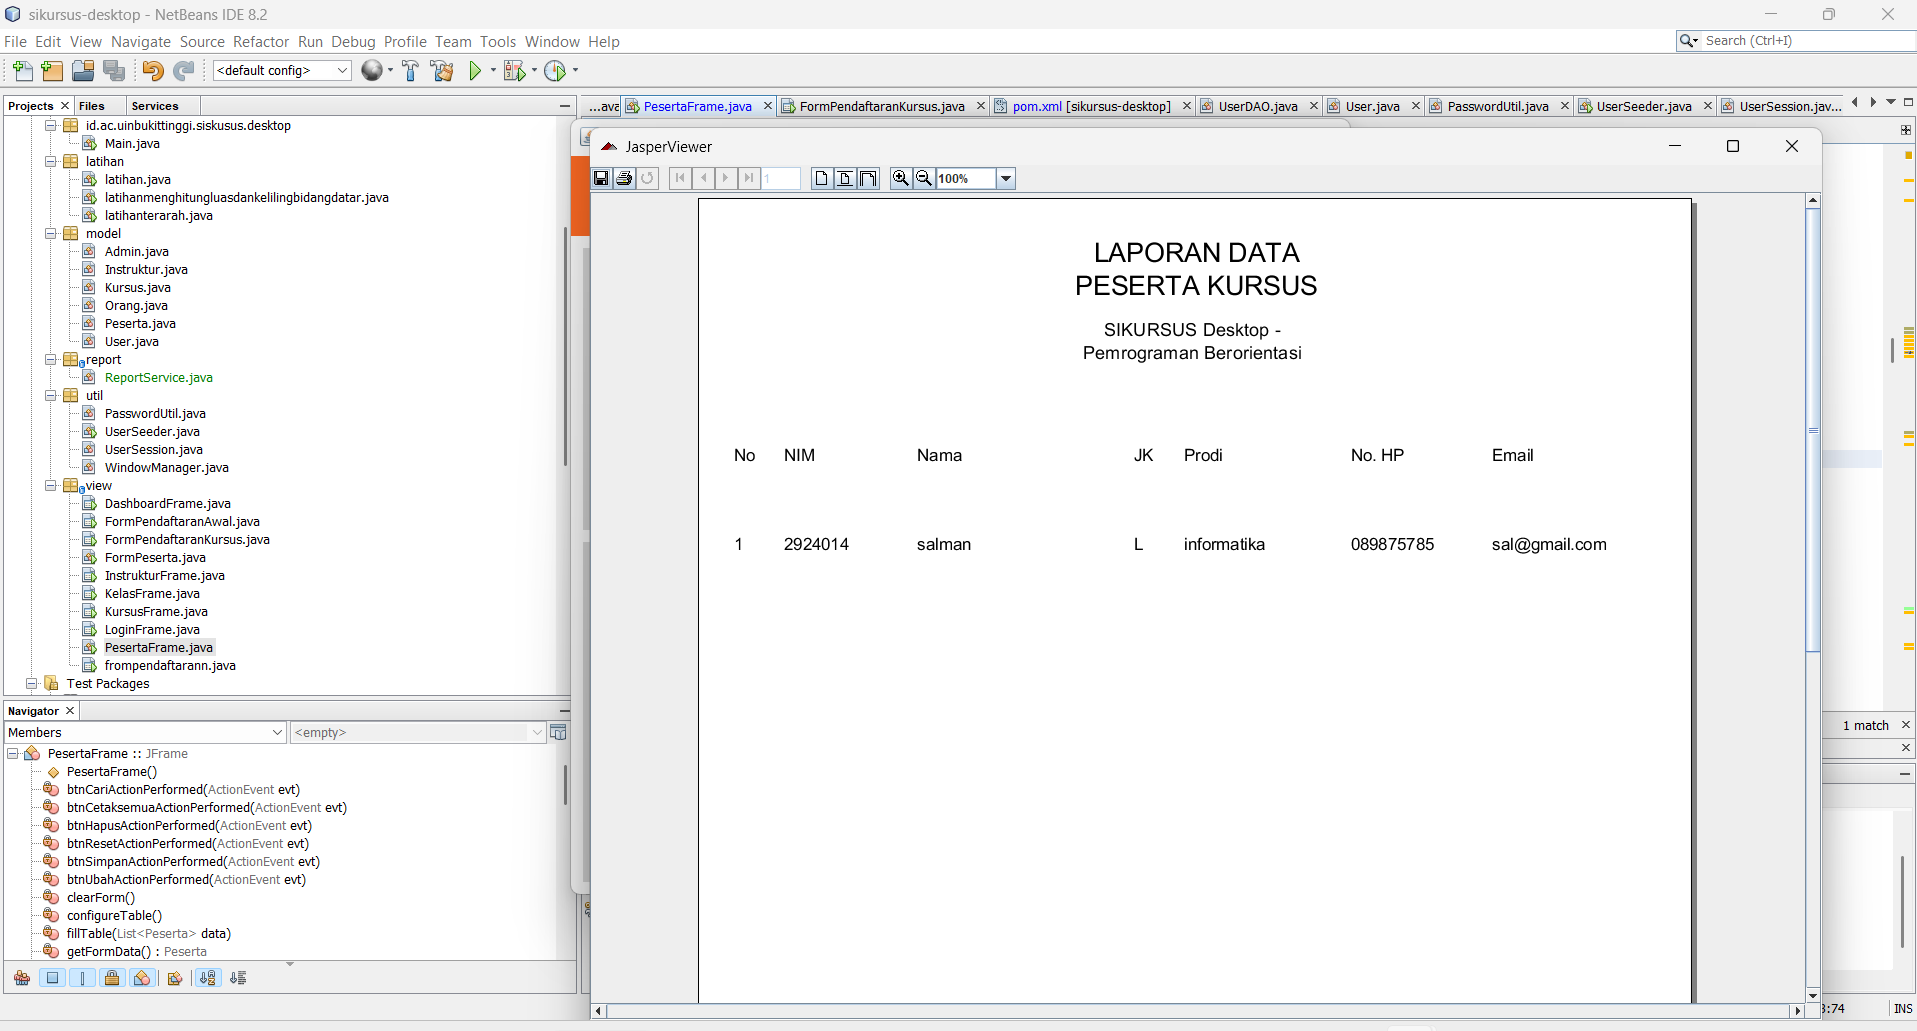 sikursus-desktop - NetBeans IDE 8.2
File Edit View Navigate Source Refactor Run Debug Profile Team Tools Window Help
Search (Ctrl+I)
<default config>
Projects Files Services
...ava PesertaFrame.java FormPendaftaranKursus.java pom.xml [sikursus-desktop] UserDAO.java User.java PasswordUtil.java UserSeeder.java UserSession.jav...
id.ac.uinbukittinggi.siskusus.desktop
Main.java
latihan
latihan.java
latihanmenghitungluasdankelilingbidangdatar.java
latihanterarah.java
model
Admin.java
Instruktur.java
Kursus.java
Orang.java
Peserta.java
User.java
report
ReportService.java
util
PasswordUtil.java
UserSeeder.java
UserSession.java
WindowManager.java
view
DashboardFrame.java
FormPendaftaranAwal.java
FormPendaftaranKursus.java
FormPeserta.java
InstrukturFrame.java
KelasFrame.java
KursusFrame.java
LoginFrame.java
PesertaFrame.java
frompendaftarann.java
Test Packages
Navigator
Members
<empty>
PesertaFrame :: JFrame
PesertaFrame()
btnCariActionPerformed(ActionEvent evt)
btnCetaksemuaActionPerformed(ActionEvent evt)
btnHapusActionPerformed(ActionEvent evt)
btnResetActionPerformed(ActionEvent evt)
btnSimpanActionPerformed(ActionEvent evt)
btnUbahActionPerformed(ActionEvent evt)
clearForm()
configureTable()
fillTable(List<Peserta> data)
getFormData() : Peserta
JasperViewer
1
100%
LAPORAN DATA
PESERTA KURSUS
SIKURSUS Desktop -
Pemrograman Berorientasi
No NIM Nama JK Prodi No. HP Email
1 2924014 salman L informatika 089875785 sal@gmail.com
1 match
:74 INS